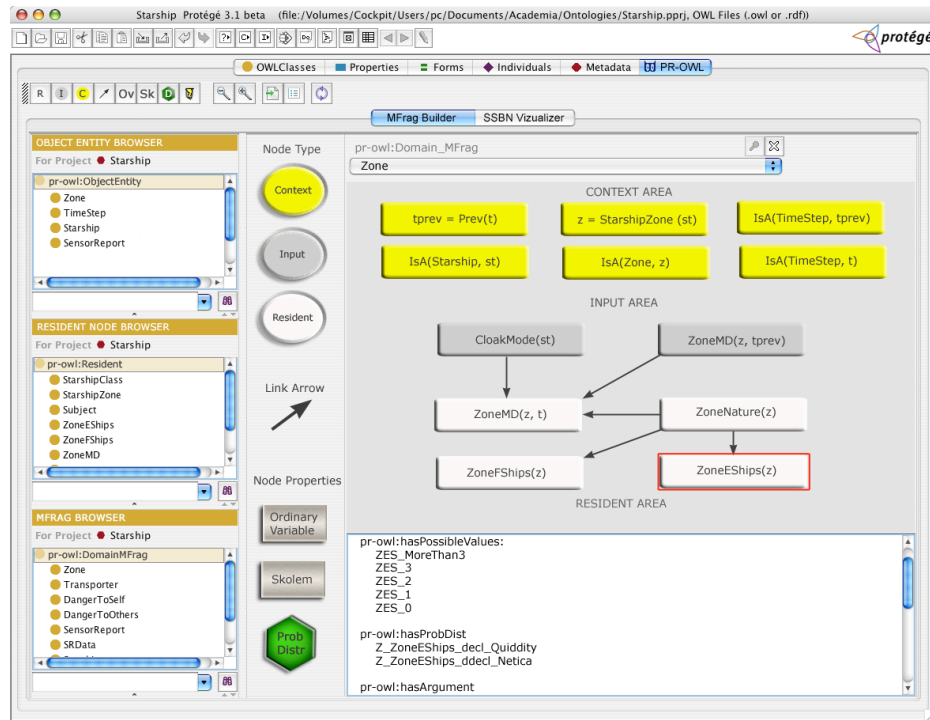 Starship Protégé 3.1 beta (file:/Volumes/Cockpit/Users/pc/Documents/Academia/Ontologies/Starship.pprj, OWL Files (.owl or .rdf))
protégé
OWLClasses Properties Forms Individuals Metadata PR-OWL
R I C Ov Sk D
MFrag Builder SSBN Vizualizer
OBJECT ENTITY BROWSER
For Project Starship
pr-owl:ObjectEntity
Zone
TimeStep
Starship
SensorReport
RESIDENT NODE BROWSER
For Project Starship
pr-owl:Resident
StarshipClass
StarshipZone
Subject
ZoneEShips
ZoneFShips
ZoneMD
MFRAG BROWSER
For Project Starship
pr-owl:DomainMFrag
Zone
Transporter
DangerToSelf
DangerToOthers
SensorReport
SRData
Node Type
Context
Input
Resident
Link Arrow
Node Properties
Ordinary
Variable
Skolem
Prob
Distr
pr-owl:Domain_MFrag
Zone
CONTEXT AREA
tprev = Prev(t)
z = StarshipZone (st)
IsA(TimeStep, tprev)
IsA(Starship, st)
IsA(Zone, z)
IsA(TimeStep, t)
INPUT AREA
CloakMode(st)
ZoneMD(z, tprev)
ZoneMD(z, t)
ZoneNature(z)
ZoneFShips(z)
ZoneEShips(z)
RESIDENT AREA
pr-owl:hasPossibleValues:
ZES_MoreThan3
ZES_3
ZES_2
ZES_1
ZES_0
pr-owl:hasProbDist
Z_ZoneEShips_decl_Quiddity
Z_ZoneEShips_ddecl_Netica
pr-owl:hasArgument